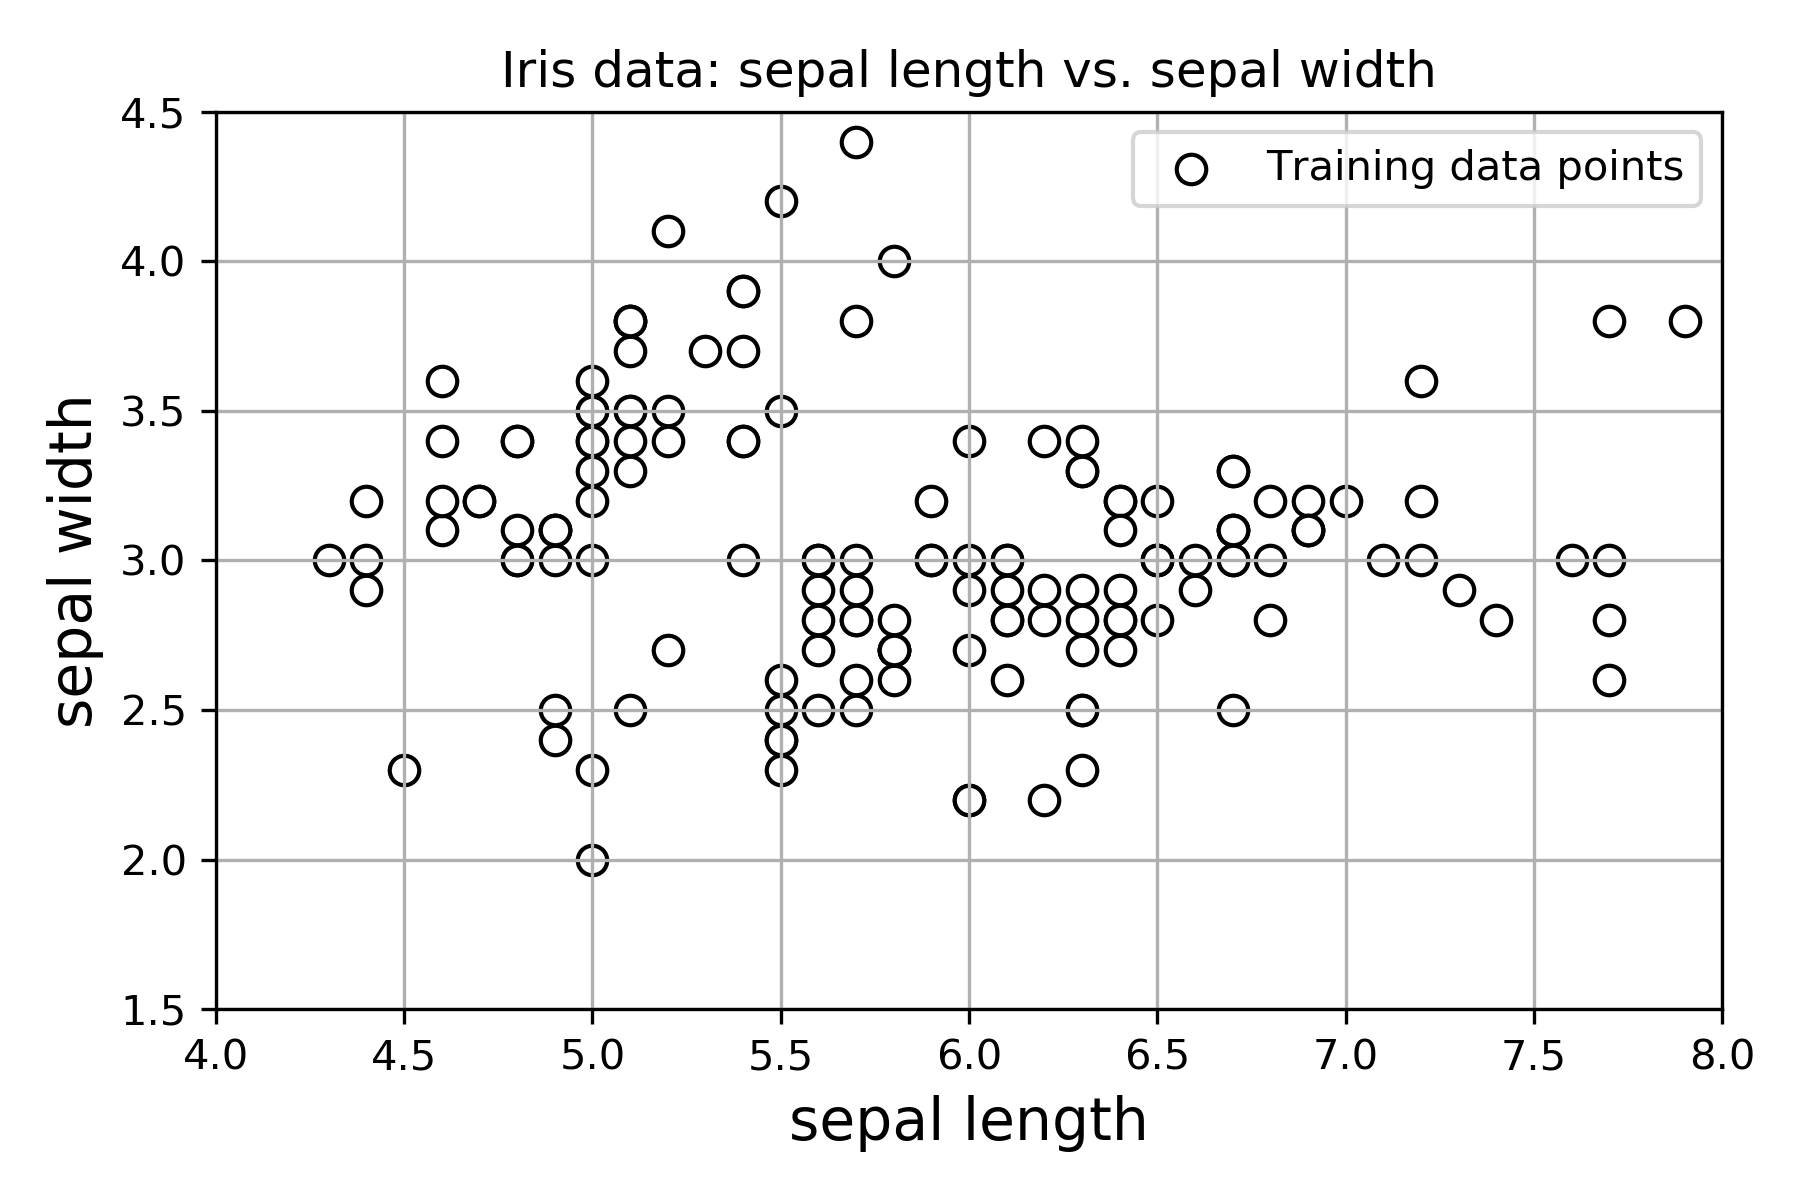 Iris data: sepal length vs. sepal width
Training data points
sepal width
4.5
4.0
3.5
3.0
2.5
2.0
1.5
4.0 4.5 5.0 5.5 6.0 6.5 7.0 7.5 8.0
sepal length